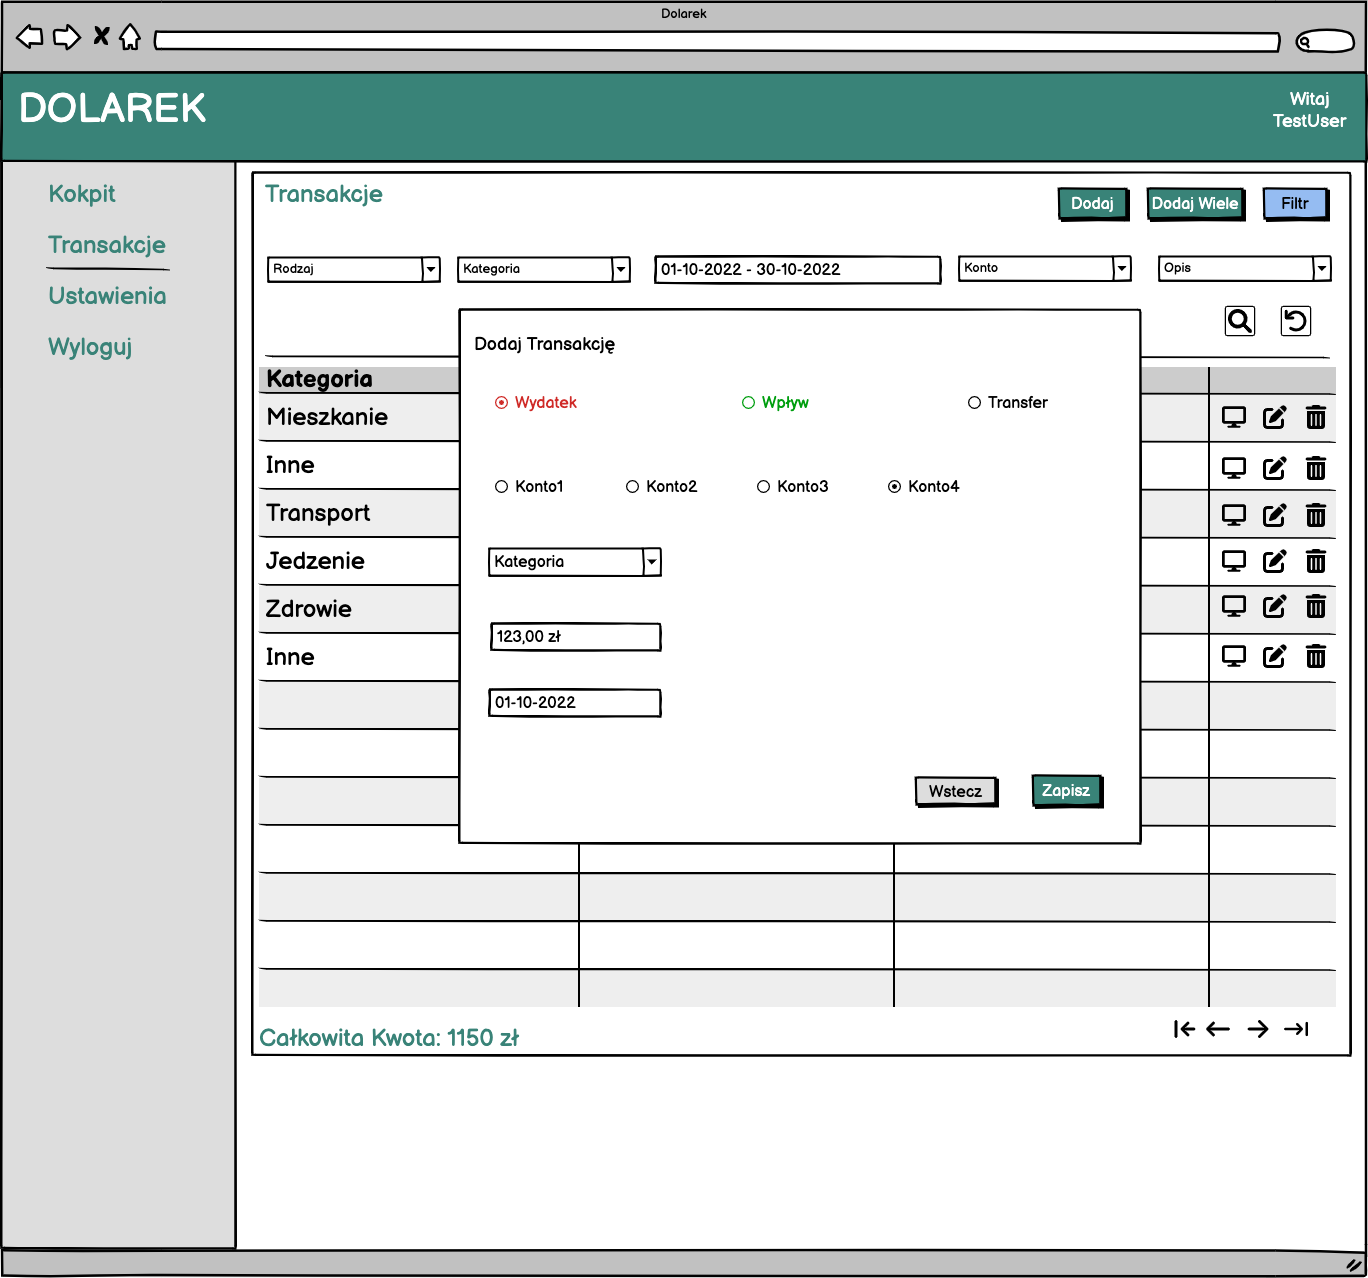 Dolarek
DOLAREK
Witaj
TestUser
Kokpit
Transakcje
Ustawienia
Wyloguj
Transakcje
Dodaj
Dodaj Wiele
Filtr
Rodzaj
Kategoria
01-10-2022 - 30-10-2022
Konto
Opis
Dodaj Transakcję
Wydatek
Wpływ
Transfer
Konto1
Konto2
Konto3
Konto4
Kategoria
123,00 zł
01-10-2022
Wstecz
Zapisz
Kategoria
Mieszkanie
Inne
Transport
Jedzenie
Zdrowie
Inne
Całkowita Kwota: 1150 zł